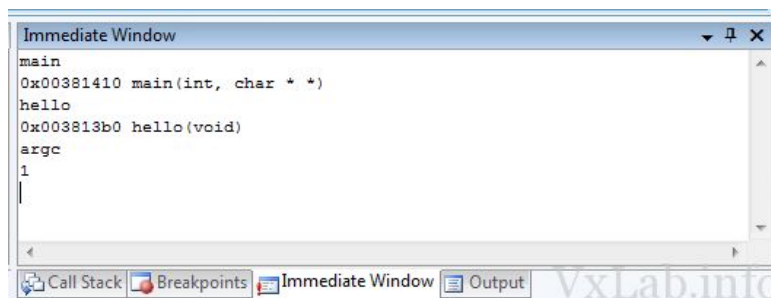 Immediate Window
main
0x00381410 main(int, char * *)
hello
0x003813b0 hello(void)
argc
1
Call Stack Breakpoints Immediate Window Output
VxLab.info